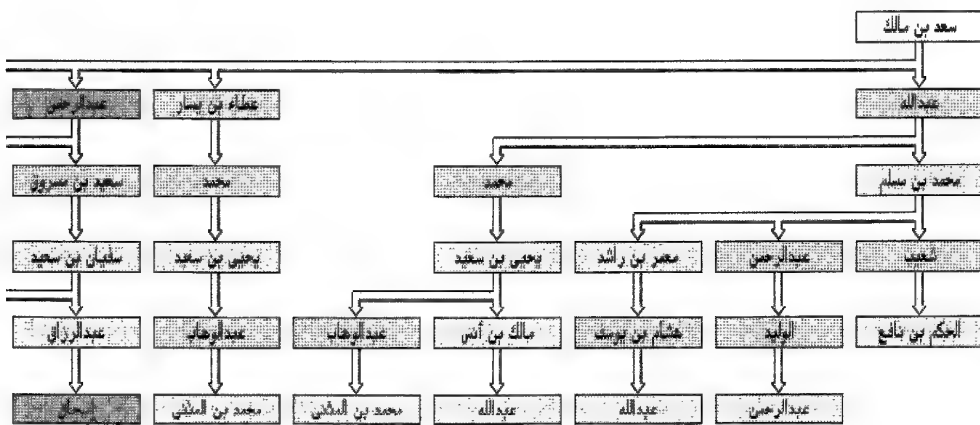 سعد بن مالك
عبدالله
عطاء بن يسار
عبدالرحمن
محمد بن مسلم
محمد
محمد
سعيد بن مسروق
شعيب
عبدالرحمن
معمر بن راشد
يحيى بن سعيد
يحيى بن سعيد
سفيان بن سعيد
الحكم بن نافع
الوليد
هشام بن يوسف
مالك بن أنس
عبدالوهاب
عبدالوهاب
عبدالرزاق
عبدالرحمن
عبدالله
عبدالله
محمد بن المثنى
محمد بن المثنى
إسحاق